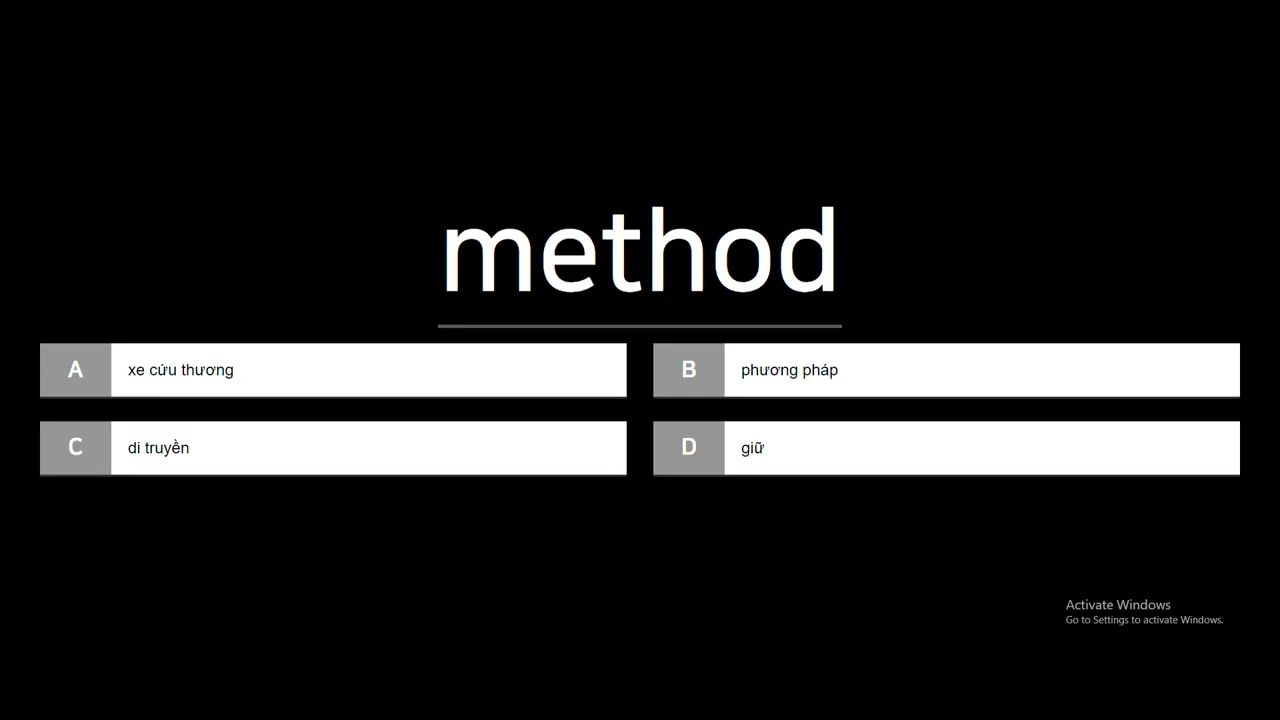 method
A xe cứu thương
B phương pháp
C di truyền
D giữ
Activate Windows
Go to Settings to activate Windows.